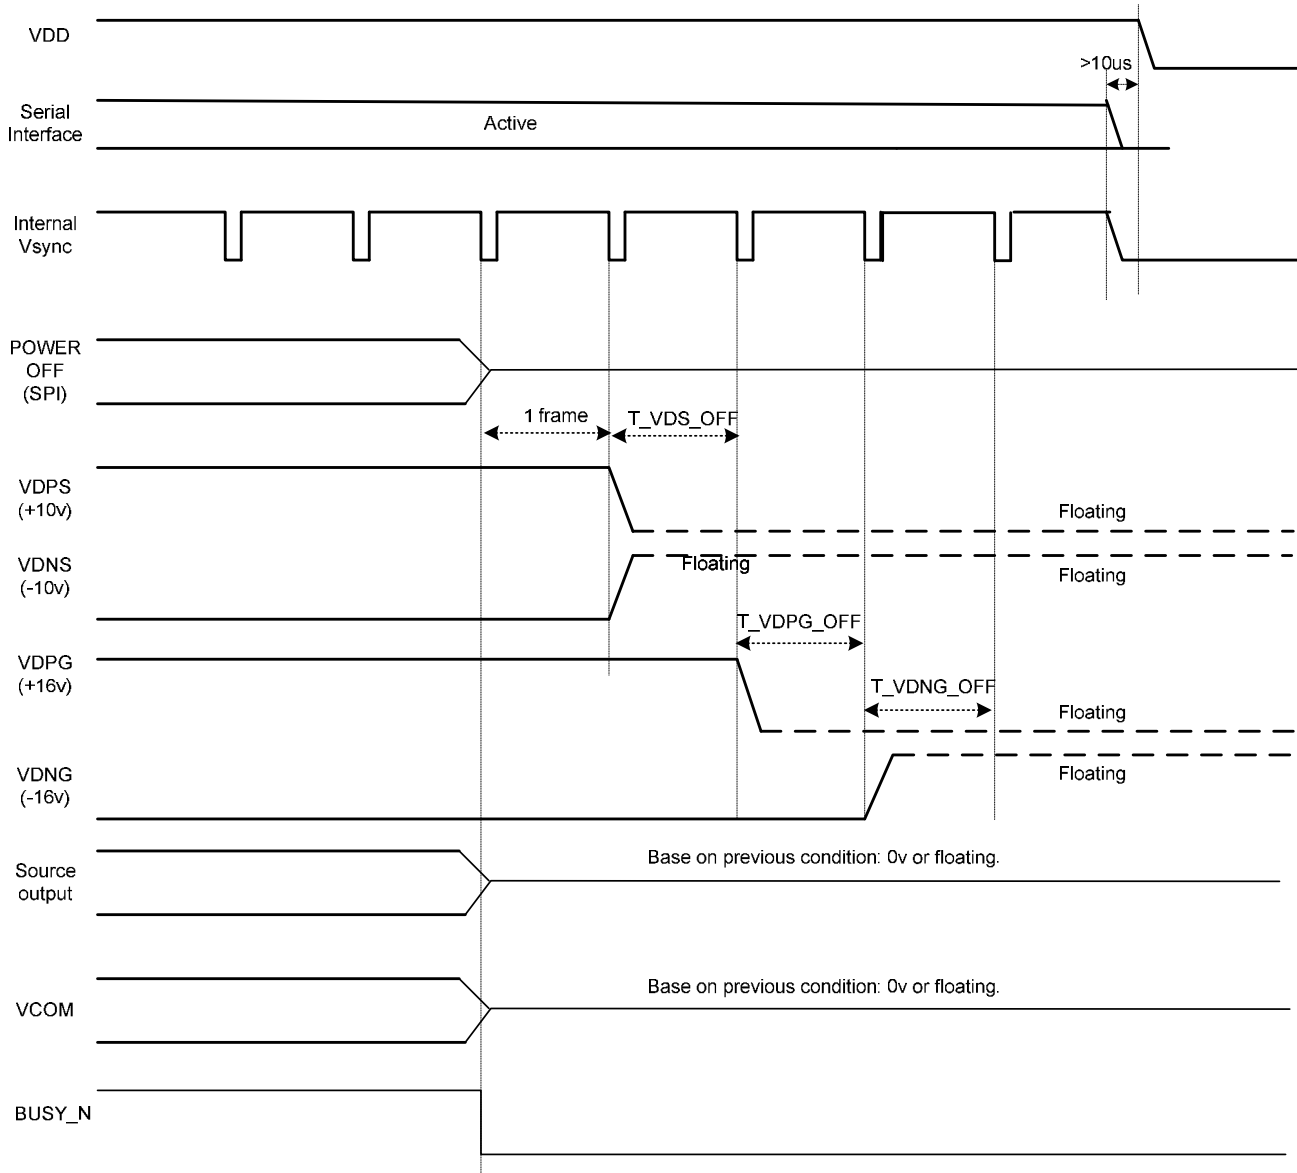 VDD
>10us
Serial
Interface
Active
Internal
Vsync
POWER
OFF
(SPI)
1 frame
T_VDS_OFF
VDPS
(+10v)
Floating
VDNS
(-10v)
Floating
Floating
T_VDPG_OFF
VDPG
(+16v)
T_VDNG_OFF
Floating
VDNG
(-16v)
Floating
Source
output
Base on previous condition: 0v or floating.
VCOM
Base on previous condition: 0v or floating.
BUSY_N